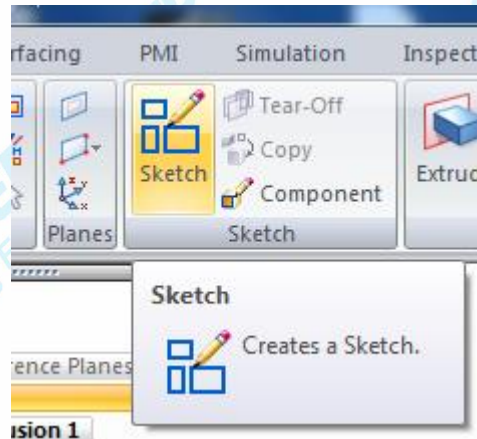 rfacing PMI Simulation Inspect
Tear-Off
Copy
Sketch Component Extruc
Planes Sketch
Sketch
Creates a Sketch.
rence Planes
usion 1